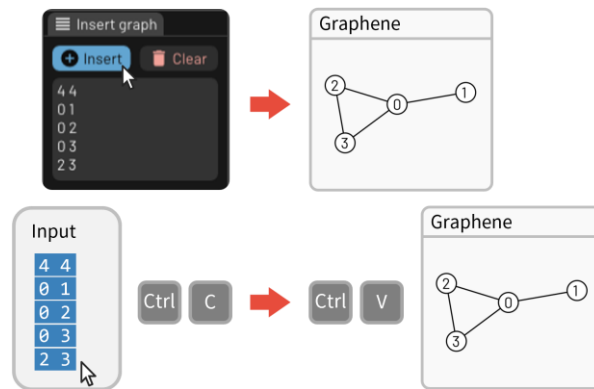 Insert graph
Insert Clear
4 4
0 1
0 2
0 3
2 3
Graphene
2
0
1
3
Input
4 4
0 1
0 2
0 3
2 3
Ctrl C
Ctrl V
Graphene
2
0
1
3